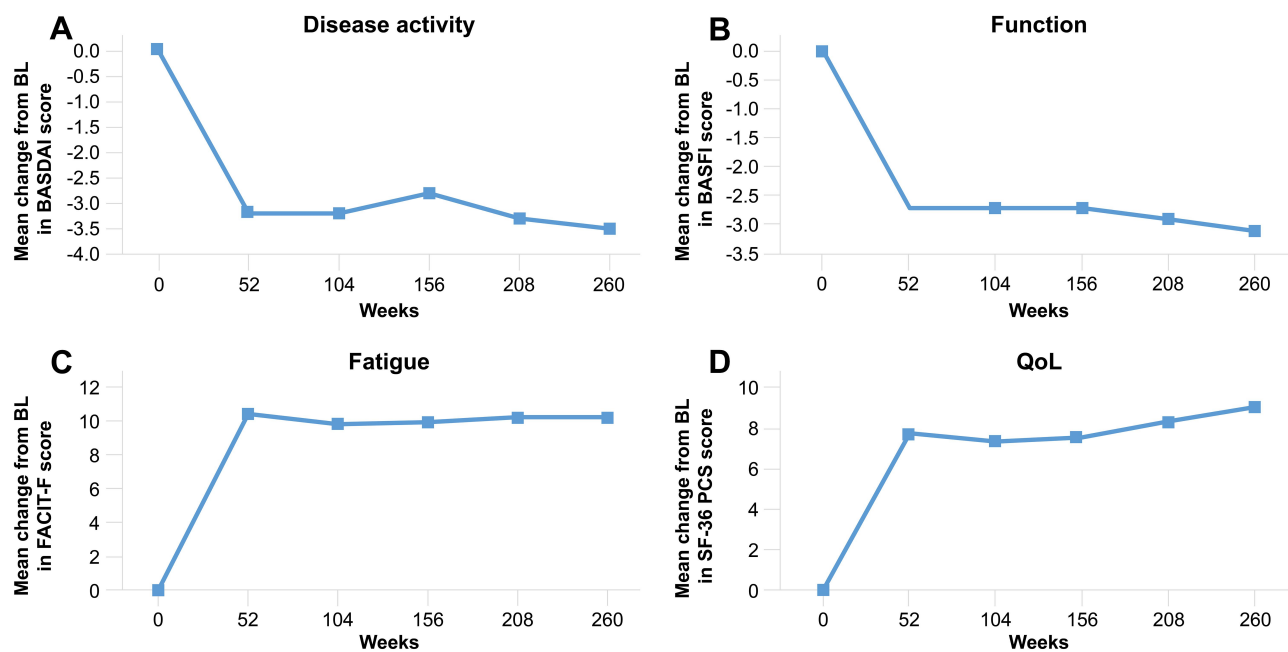 A
Disease activity
Mean change from BL
in BASDAI score
0.0
-0.5
-1.0
-1.5
-2.0
-2.5
-3.0
-3.5
-4.0
0 52 104 156 208 260
Weeks
B
Function
Mean change from BL
in BASFI score
0.0
-0.5
-1.0
-1.5
-2.0
-2.5
-3.0
-3.5
0 52 104 156 208 260
Weeks
C
Fatigue
Mean change from BL
in FACIT-F score
12
10
8
6
4
2
0
0 52 104 156 208 260
Weeks
D
QoL
Mean change from BL
in SF-36 PCS score
10
8
6
4
2
0
0 52 104 156 208 260
Weeks